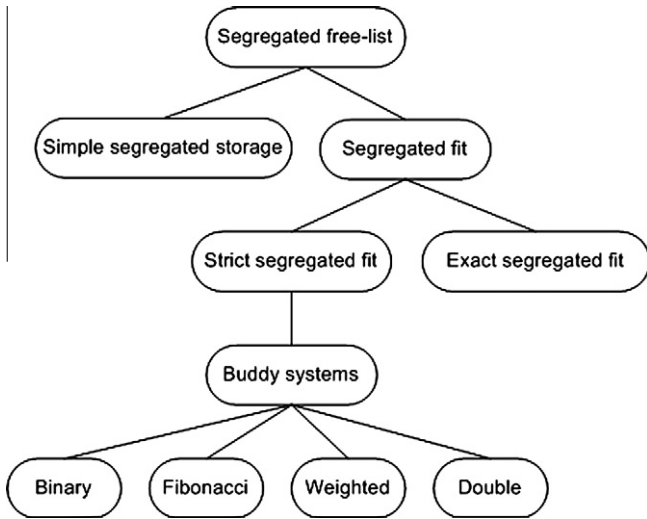 Segregated free-list
Simple segregated storage
Segregated fit
Strict segregated fit
Exact segregated fit
Buddy systems
Binary
Fibonacci
Weighted
Double